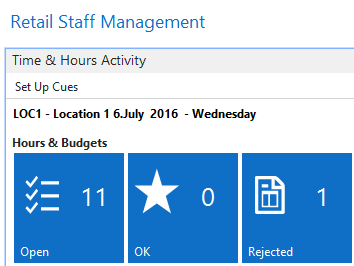 Retail Staff Management
Time & Hours Activity
Set Up Cues
LOC1 - Location 1 6.July 2016 - Wednesday
Hours & Budgets
11 0 1
Open OK Rejected